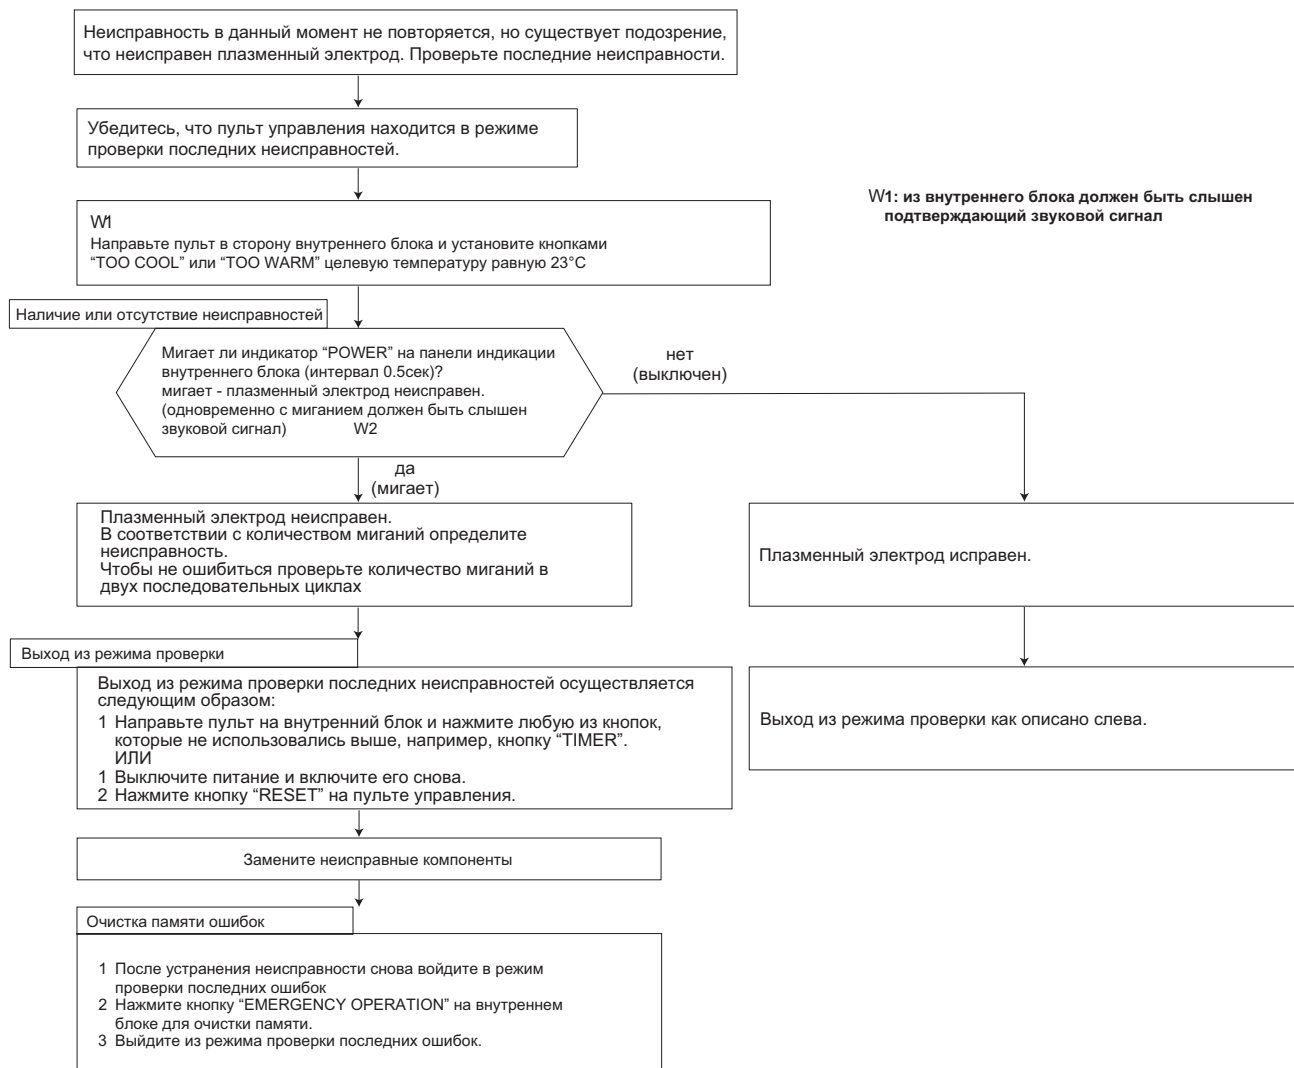 Неисправность в данный момент не повторяется, но существует подозрение,
что неисправен плазменный электрод. Проверьте последние неисправности.
Убедитесь, что пульт управления находится в режиме
проверки последних неисправностей.
W1: из внутреннего блока должен быть слышен
подтверждающий звуковой сигнал
W1
Направьте пульт в сторону внутреннего блока и установите кнопками
“TOO COOL” или “TOO WARM” целевую температуру равную 23°C
Наличие или отсутствие неисправностей
Мигает ли индикатор “POWER” на панели индикации
внутреннего блока (интервал 0.5сек)?
мигает - плазменный электрод неисправен.
(одновременно с миганием должен быть слышен
звуковой сигнал) W2
нет
(выключен)
да
(мигает)
Плазменный электрод неисправен.
В соответствии с количеством миганий определите
неисправность.
Чтобы не ошибиться проверьте количество миганий в
двух последовательных циклах
Плазменный электрод исправен.
Выход из режима проверки
Выход из режима проверки последних неисправностей осуществляется
следующим образом:
1 Направьте пульт на внутренний блок и нажмите любую из кнопок,
которые не использовались выше, например, кнопку “TIMER”.
ИЛИ
1 Выключите питание и включите его снова.
2 Нажмите кнопку “RESET” на пульте управления.
Выход из режима проверки как описано слева.
Замените неисправные компоненты
Очистка памяти ошибок
1 После устранения неисправности снова войдите в режим
проверки последних ошибок
2 Нажмите кнопку “EMERGENCY OPERATION” на внутреннем
блоке для очистки памяти.
3 Выйдите из режима проверки последних ошибок.